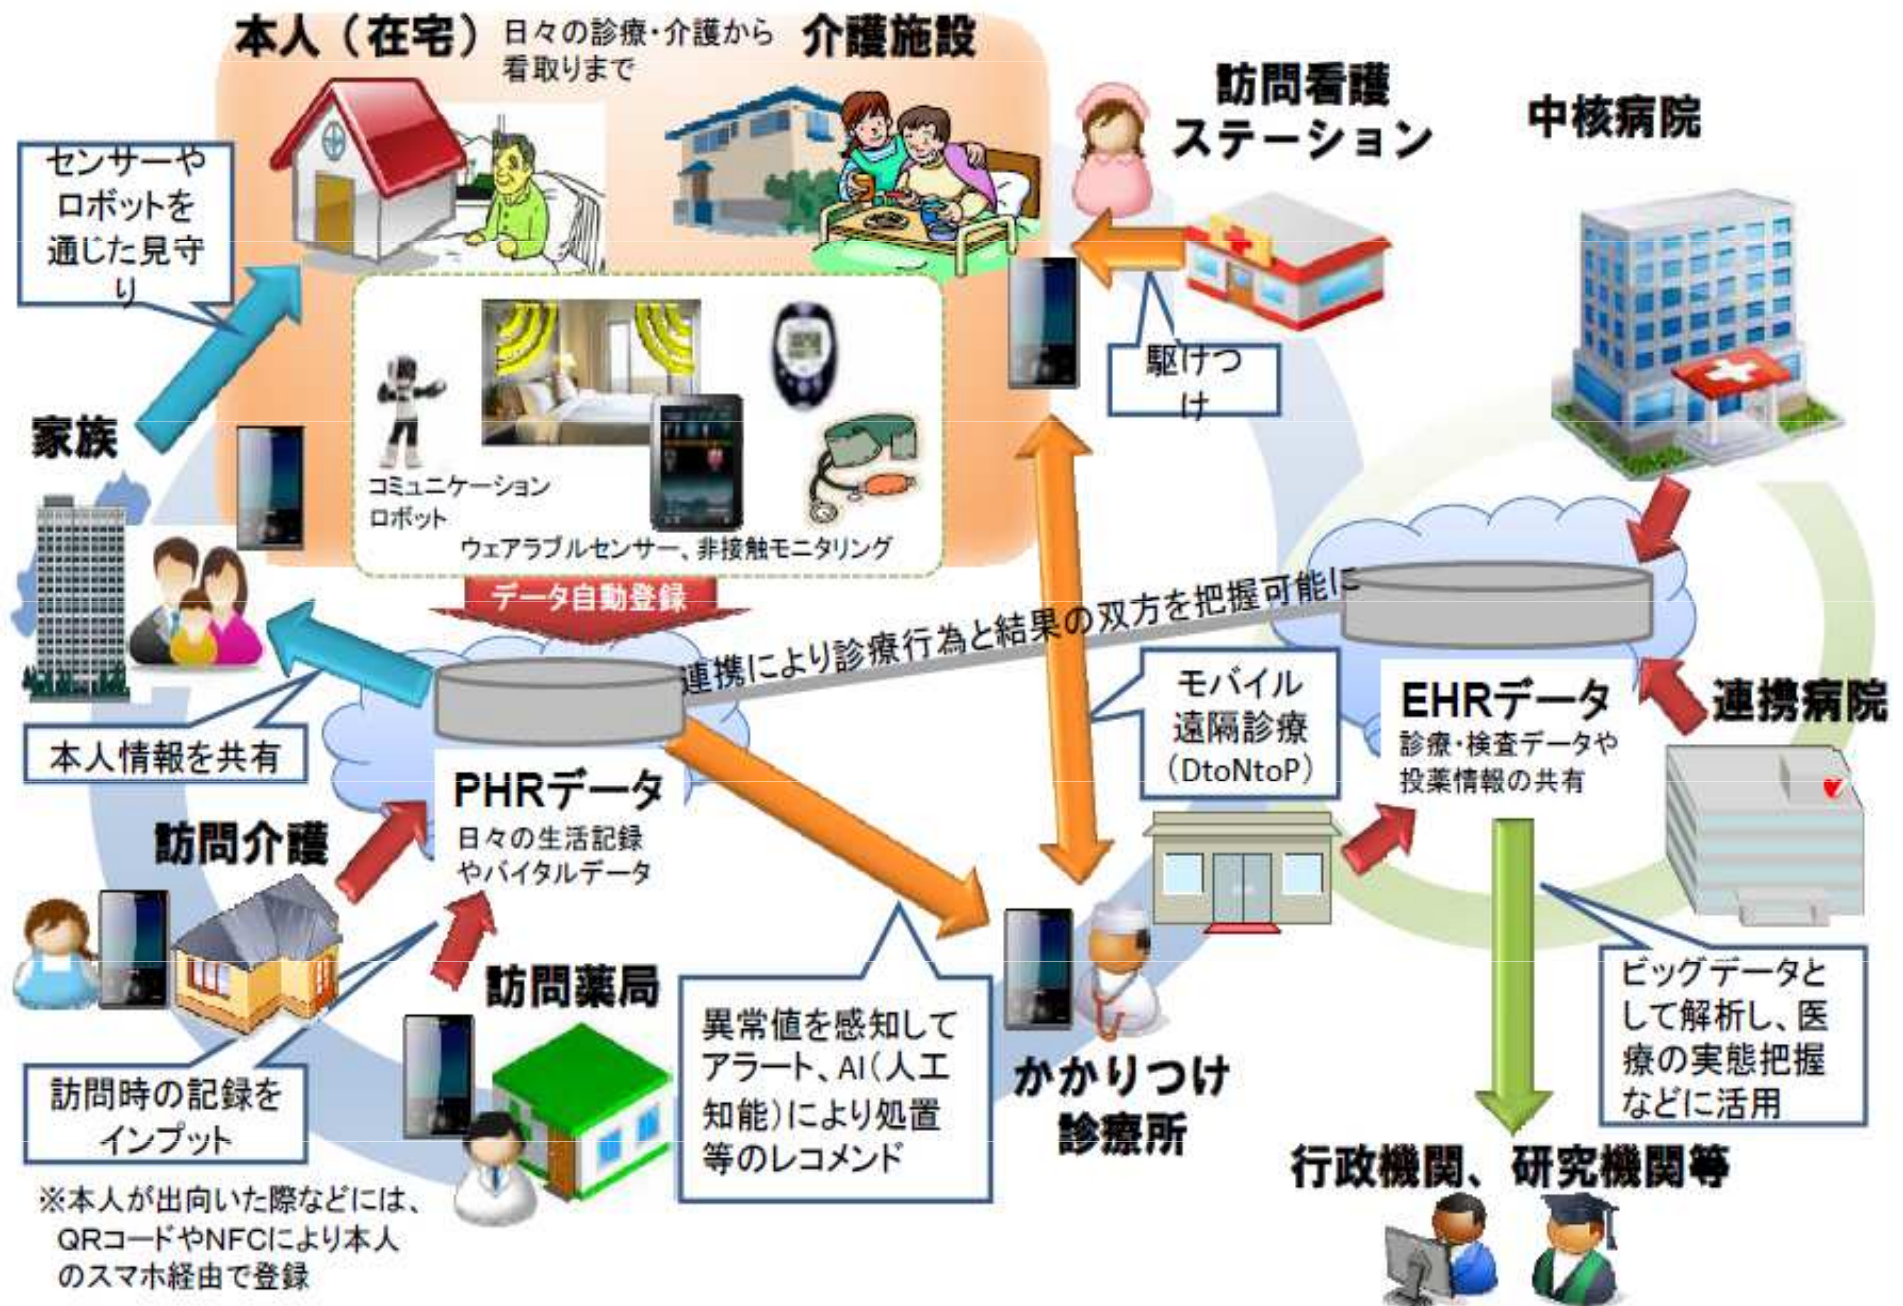 本人（在宅）
日々の診療・介護から
看取りまで
介護施設
訪問看護
ステーション
中核病院
センサーや
ロボットを
通じた見守
り
駆けつ
け
家族
コミュニケーション
ロボット
ウェアラブルセンサー、非接触モニタリング
データ自動登録
連携により診療行為と結果の双方を把握可能に
モバイル
遠隔診療
（DtoNtoP）
EHRデータ
診療・検査データや
投薬情報の共有
連携病院
本人情報を共有
PHRデータ
日々の生活記録
やバイタルデータ
訪問介護
訪問薬局
異常値を感知して
アラート、AI（人工
知能）により処置
等のレコメンド
かかりつけ
診療所
ビッグデータと
して解析し、医
療の実態把握
などに活用
訪問時の記録を
インプット
行政機関、研究機関等
※本人が出向いた際などには、
QRコードやNFCにより本人
のスマホ経由で登録